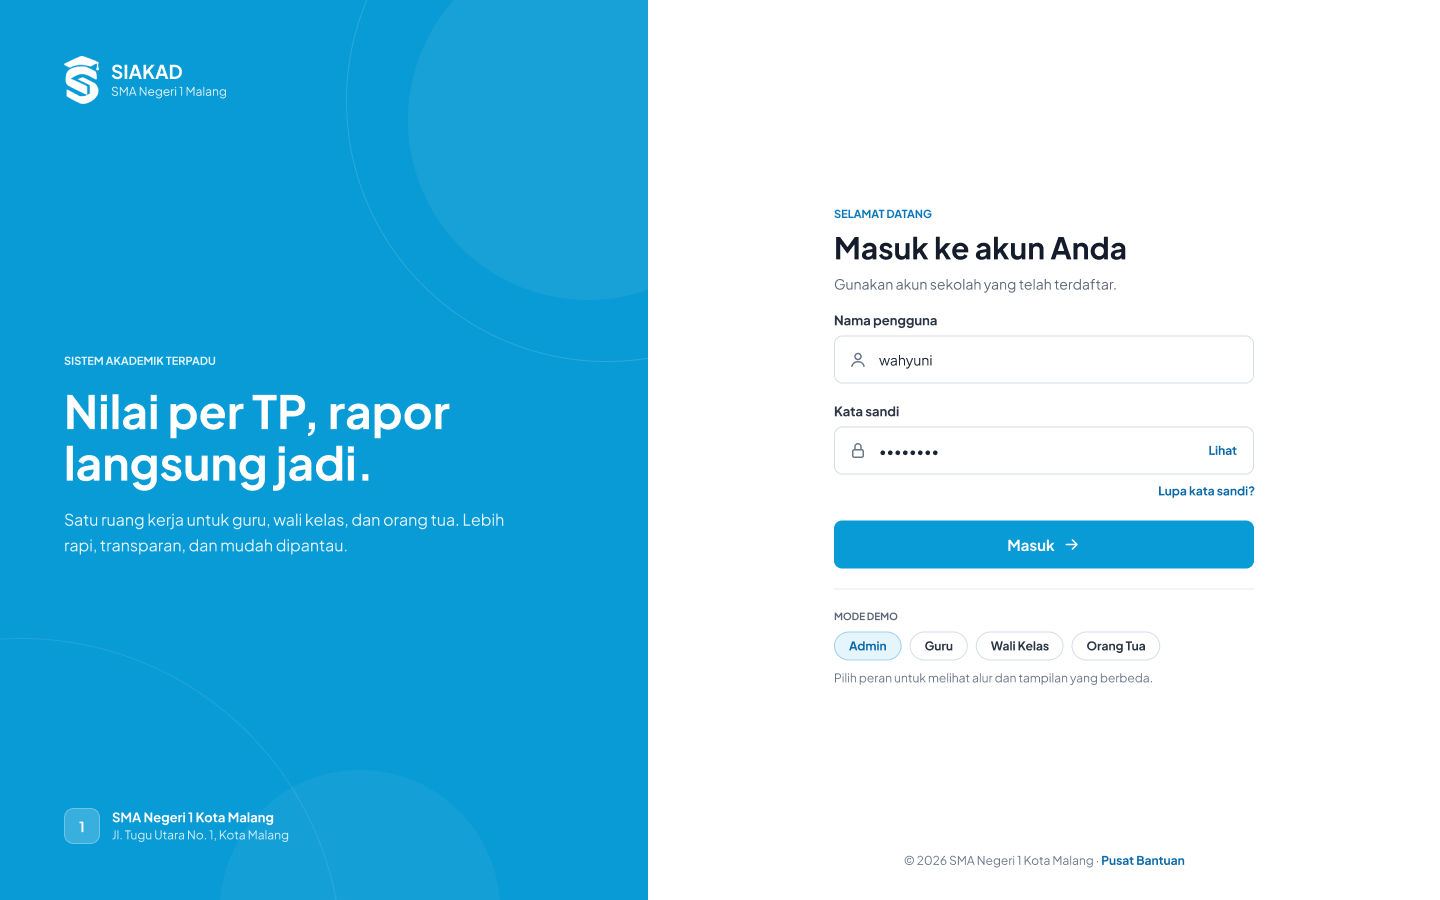 SIAKAD
SMA Negeri 1 Malang
SISTEM AKADEMIK TERPADU
Nilai per TP, rapor
langsung jadi.
Satu ruang kerja untuk guru, wali kelas, dan orang tua. Lebih
rapi, transparan, dan mudah dipantau.
1
SMA Negeri 1 Kota Malang
Jl. Tugu Utara No. 1, Kota Malang
SELAMAT DATANG
Masuk ke akun Anda
Gunakan akun sekolah yang telah terdaftar.
Nama pengguna
wahyuni
Kata sandi
•••••••• Lihat
Lupa kata sandi?
Masuk →
MODE DEMO
Admin Guru Wali Kelas Orang Tua
Pilih peran untuk melihat alur dan tampilan yang berbeda.
© 2026 SMA Negeri 1 Kota Malang · Pusat Bantuan